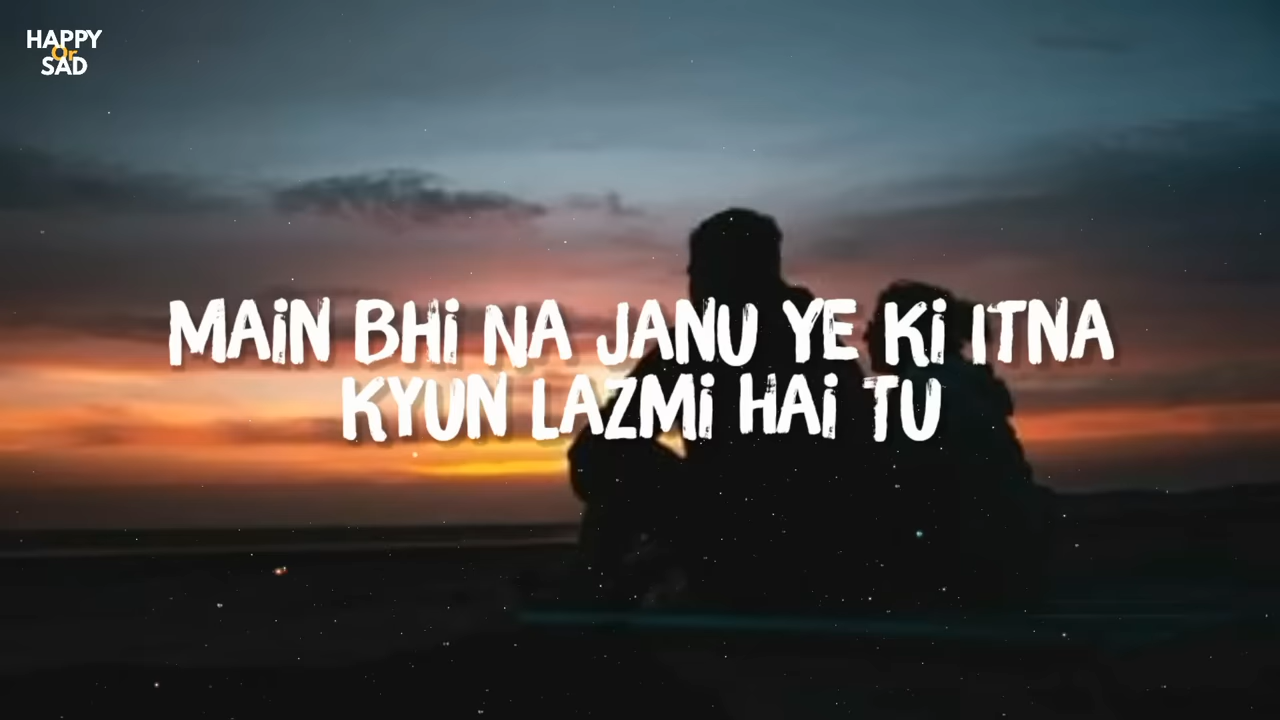 HAPPY
Or
SAD
MAiN BHi NA JANU YE Ki ITNA
KYUN LAZMi HAi TU